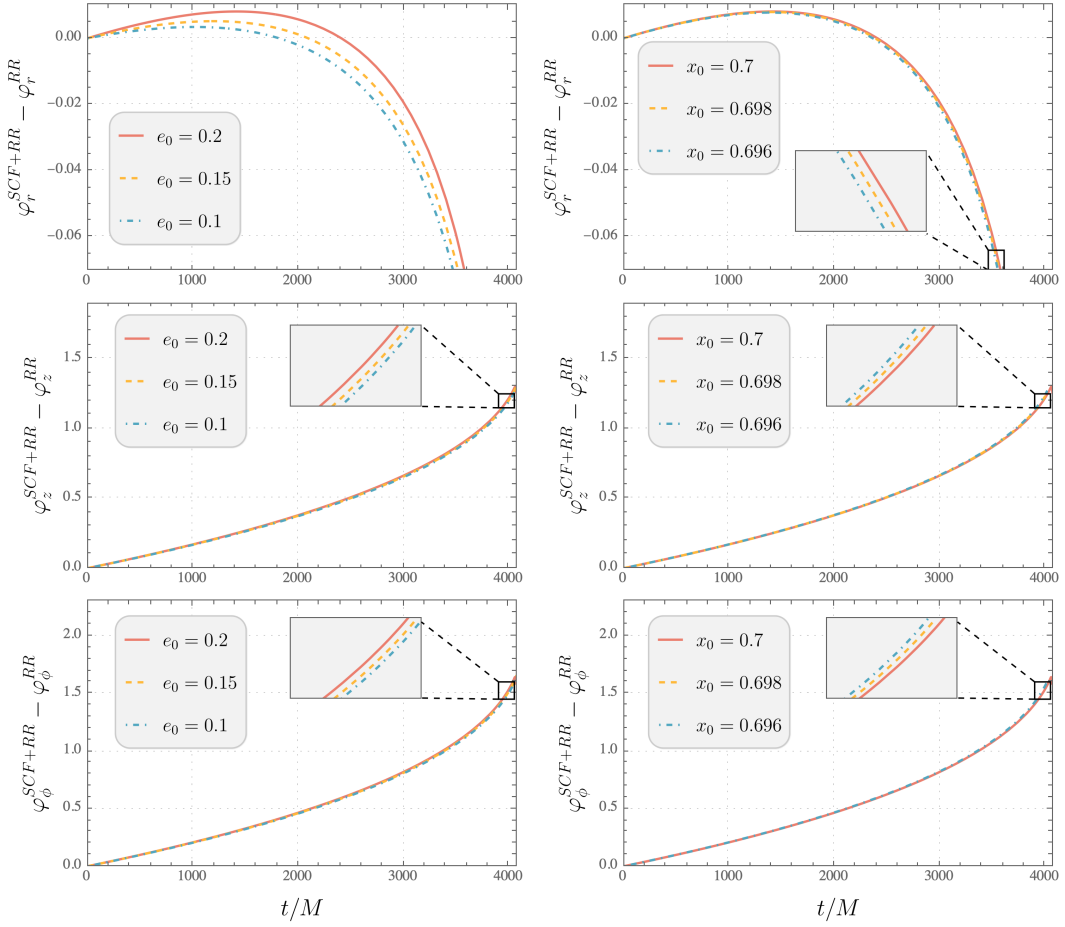 φ_r^{SCF+RR} − φ_r^{RR}
0.00
−0.02
−0.04
−0.06
e_0 = 0.2
e_0 = 0.15
e_0 = 0.1
0 1000 2000 3000 4000
φ_r^{SCF+RR} − φ_r^{RR}
0.00
−0.02
−0.04
−0.06
x_0 = 0.7
x_0 = 0.698
x_0 = 0.696
0 1000 2000 3000 4000
φ_z^{SCF+RR} − φ_z^{RR}
1.5
1.0
0.5
0.0
e_0 = 0.2
e_0 = 0.15
e_0 = 0.1
0 1000 2000 3000 4000
φ_z^{SCF+RR} − φ_z^{RR}
1.5
1.0
0.5
0.0
x_0 = 0.7
x_0 = 0.698
x_0 = 0.696
0 1000 2000 3000 4000
φ_ϕ^{SCF+RR} − φ_ϕ^{RR}
2.0
1.5
1.0
0.5
0.0
e_0 = 0.2
e_0 = 0.15
e_0 = 0.1
0 1000 2000 3000 4000
t/M
φ_ϕ^{SCF+RR} − φ_ϕ^{RR}
2.0
1.5
1.0
0.5
0.0
x_0 = 0.7
x_0 = 0.698
x_0 = 0.696
0 1000 2000 3000 4000
t/M